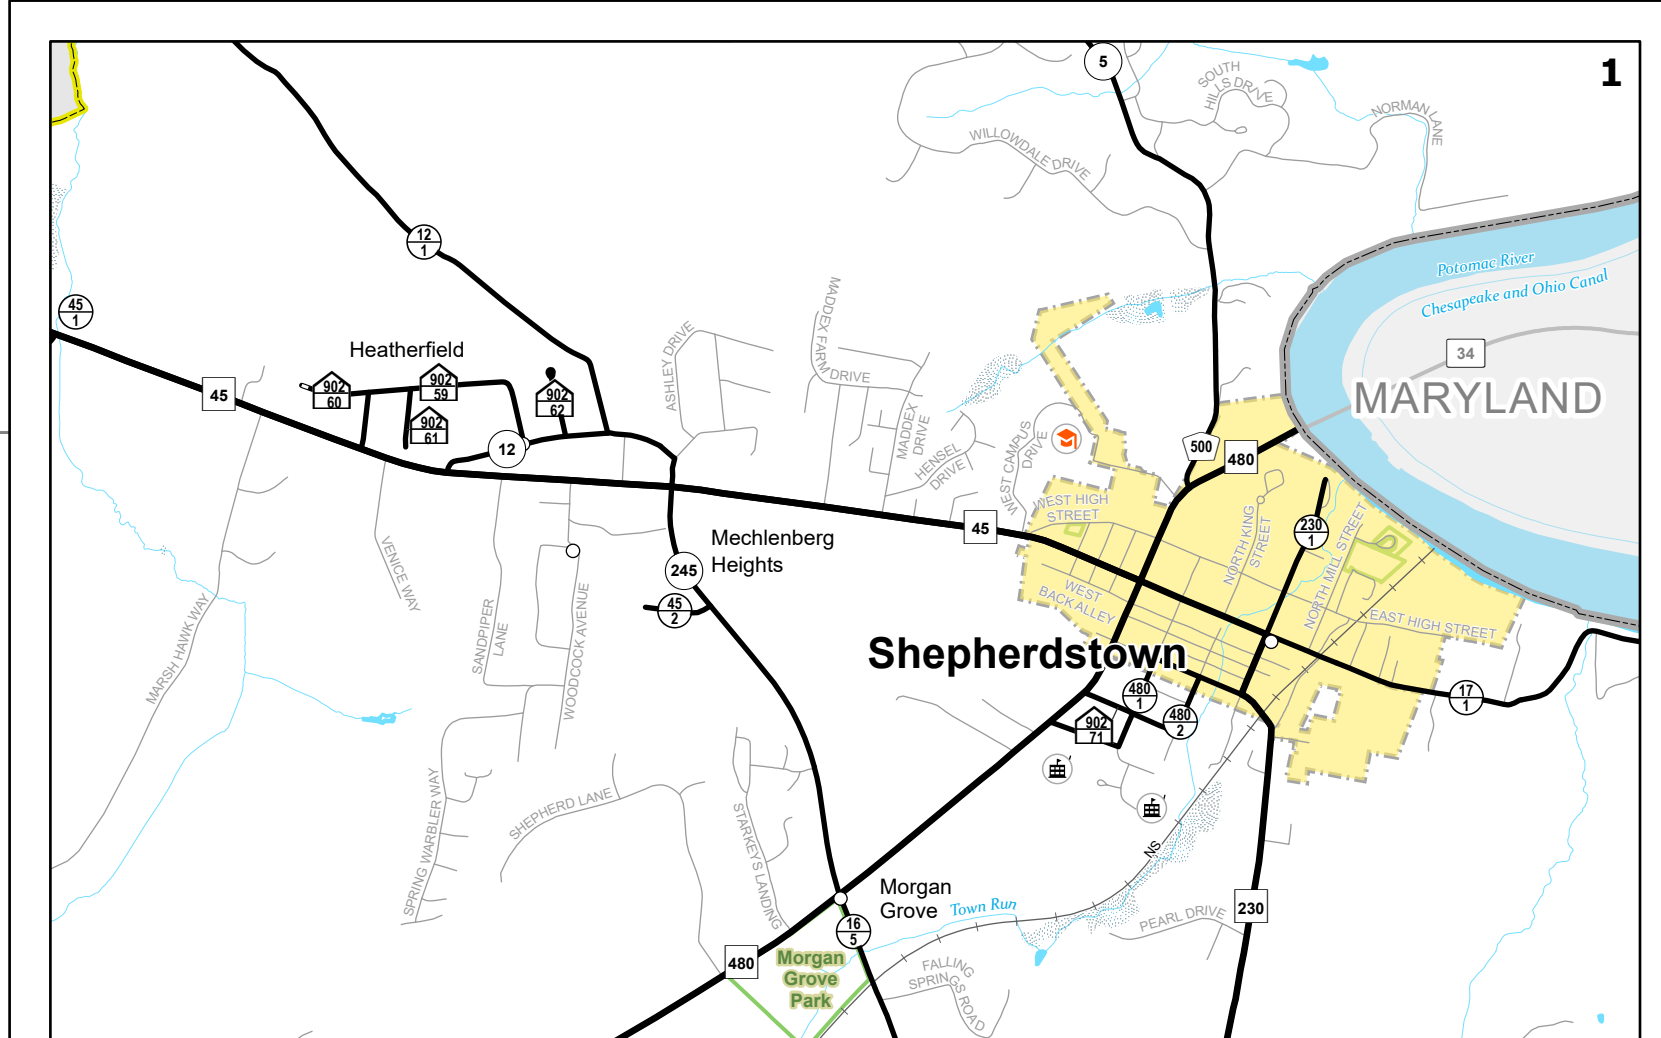 1
5
SOUTH
HILLS DRIVE
NORMAN LANE
WILLOWDALE DRIVE
12
1
Potomac River
Chesapeake and Ohio Canal
45
1
34
MARYLAND
Heatherfield
902
60
902
59
902
61
902
62
45
12
ASHLEY DRIVE
MADDEX FARM DRIVE
MADDEX
DRIVE
HENSEL
DRIVE
WEST CAMPUS
DRIVE
500
480
WEST HIGH
STREET
45
NORTH KING
STREET
230
1
NORTH MILL STREET
Mechlenberg
Heights
245
45
2
VENICE WAY
SANDPIPER
LANE
WOODCOCK AVENUE
MARSH HAWK WAY
WEST
BACK ALLEY
EAST HIGH STREET
Shepherdstown
480
1
480
2
17
1
902
71
SPRING WARBLER WAY
SHEPHERD LANE
STARKEYS LANDING
NS
Morgan
Grove
Town Run
16
5
PEARL DRIVE
230
480
Morgan
Grove
Park
FALLING
SPRINGS ROAD